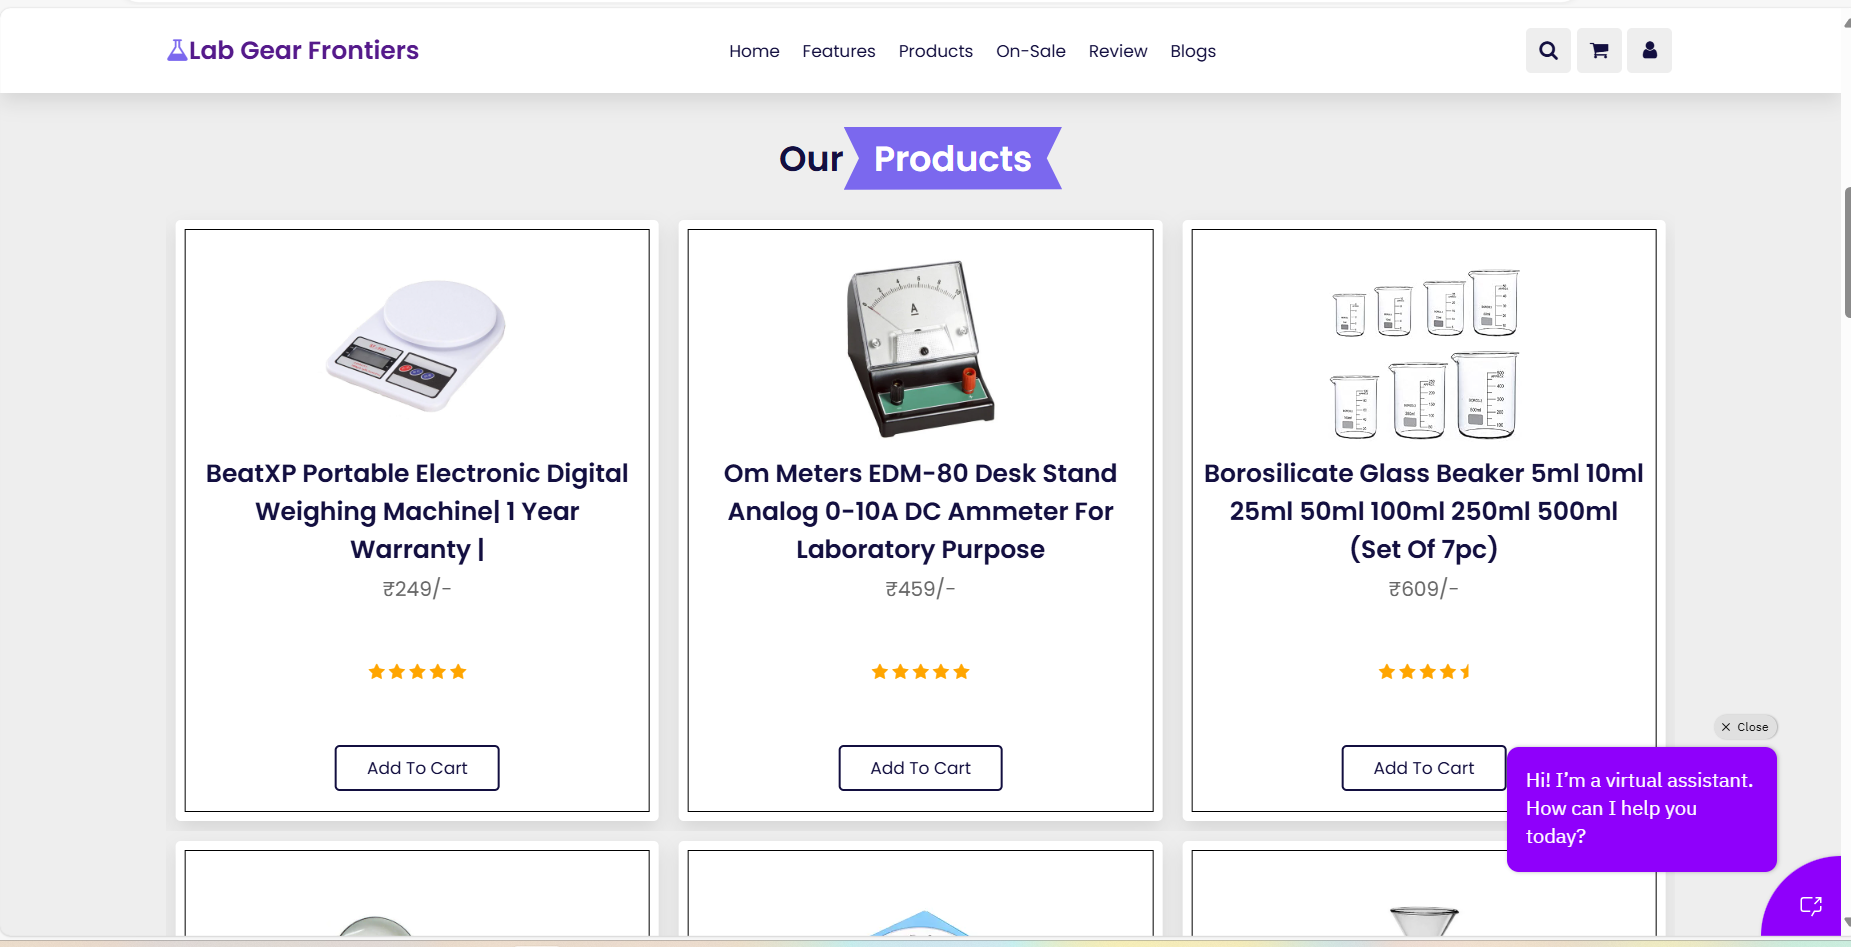 Lab Gear Frontiers
Home Features Products On-Sale Review Blogs
Our Products
BeatXP Portable Electronic Digital
Weighing Machine| 1 Year
Warranty |
₹249/-
Add To Cart
A
Om Meters EDM-80 Desk Stand
Analog 0-10A DC Ammeter For
Laboratory Purpose
₹459/-
Add To Cart
Borosilicate Glass Beaker 5ml 10ml
25ml 50ml 100ml 250ml 500ml
(Set Of 7pc)
₹609/-
Add To Cart
Close
Hi! I’m a virtual assistant.
How can I help you
today?